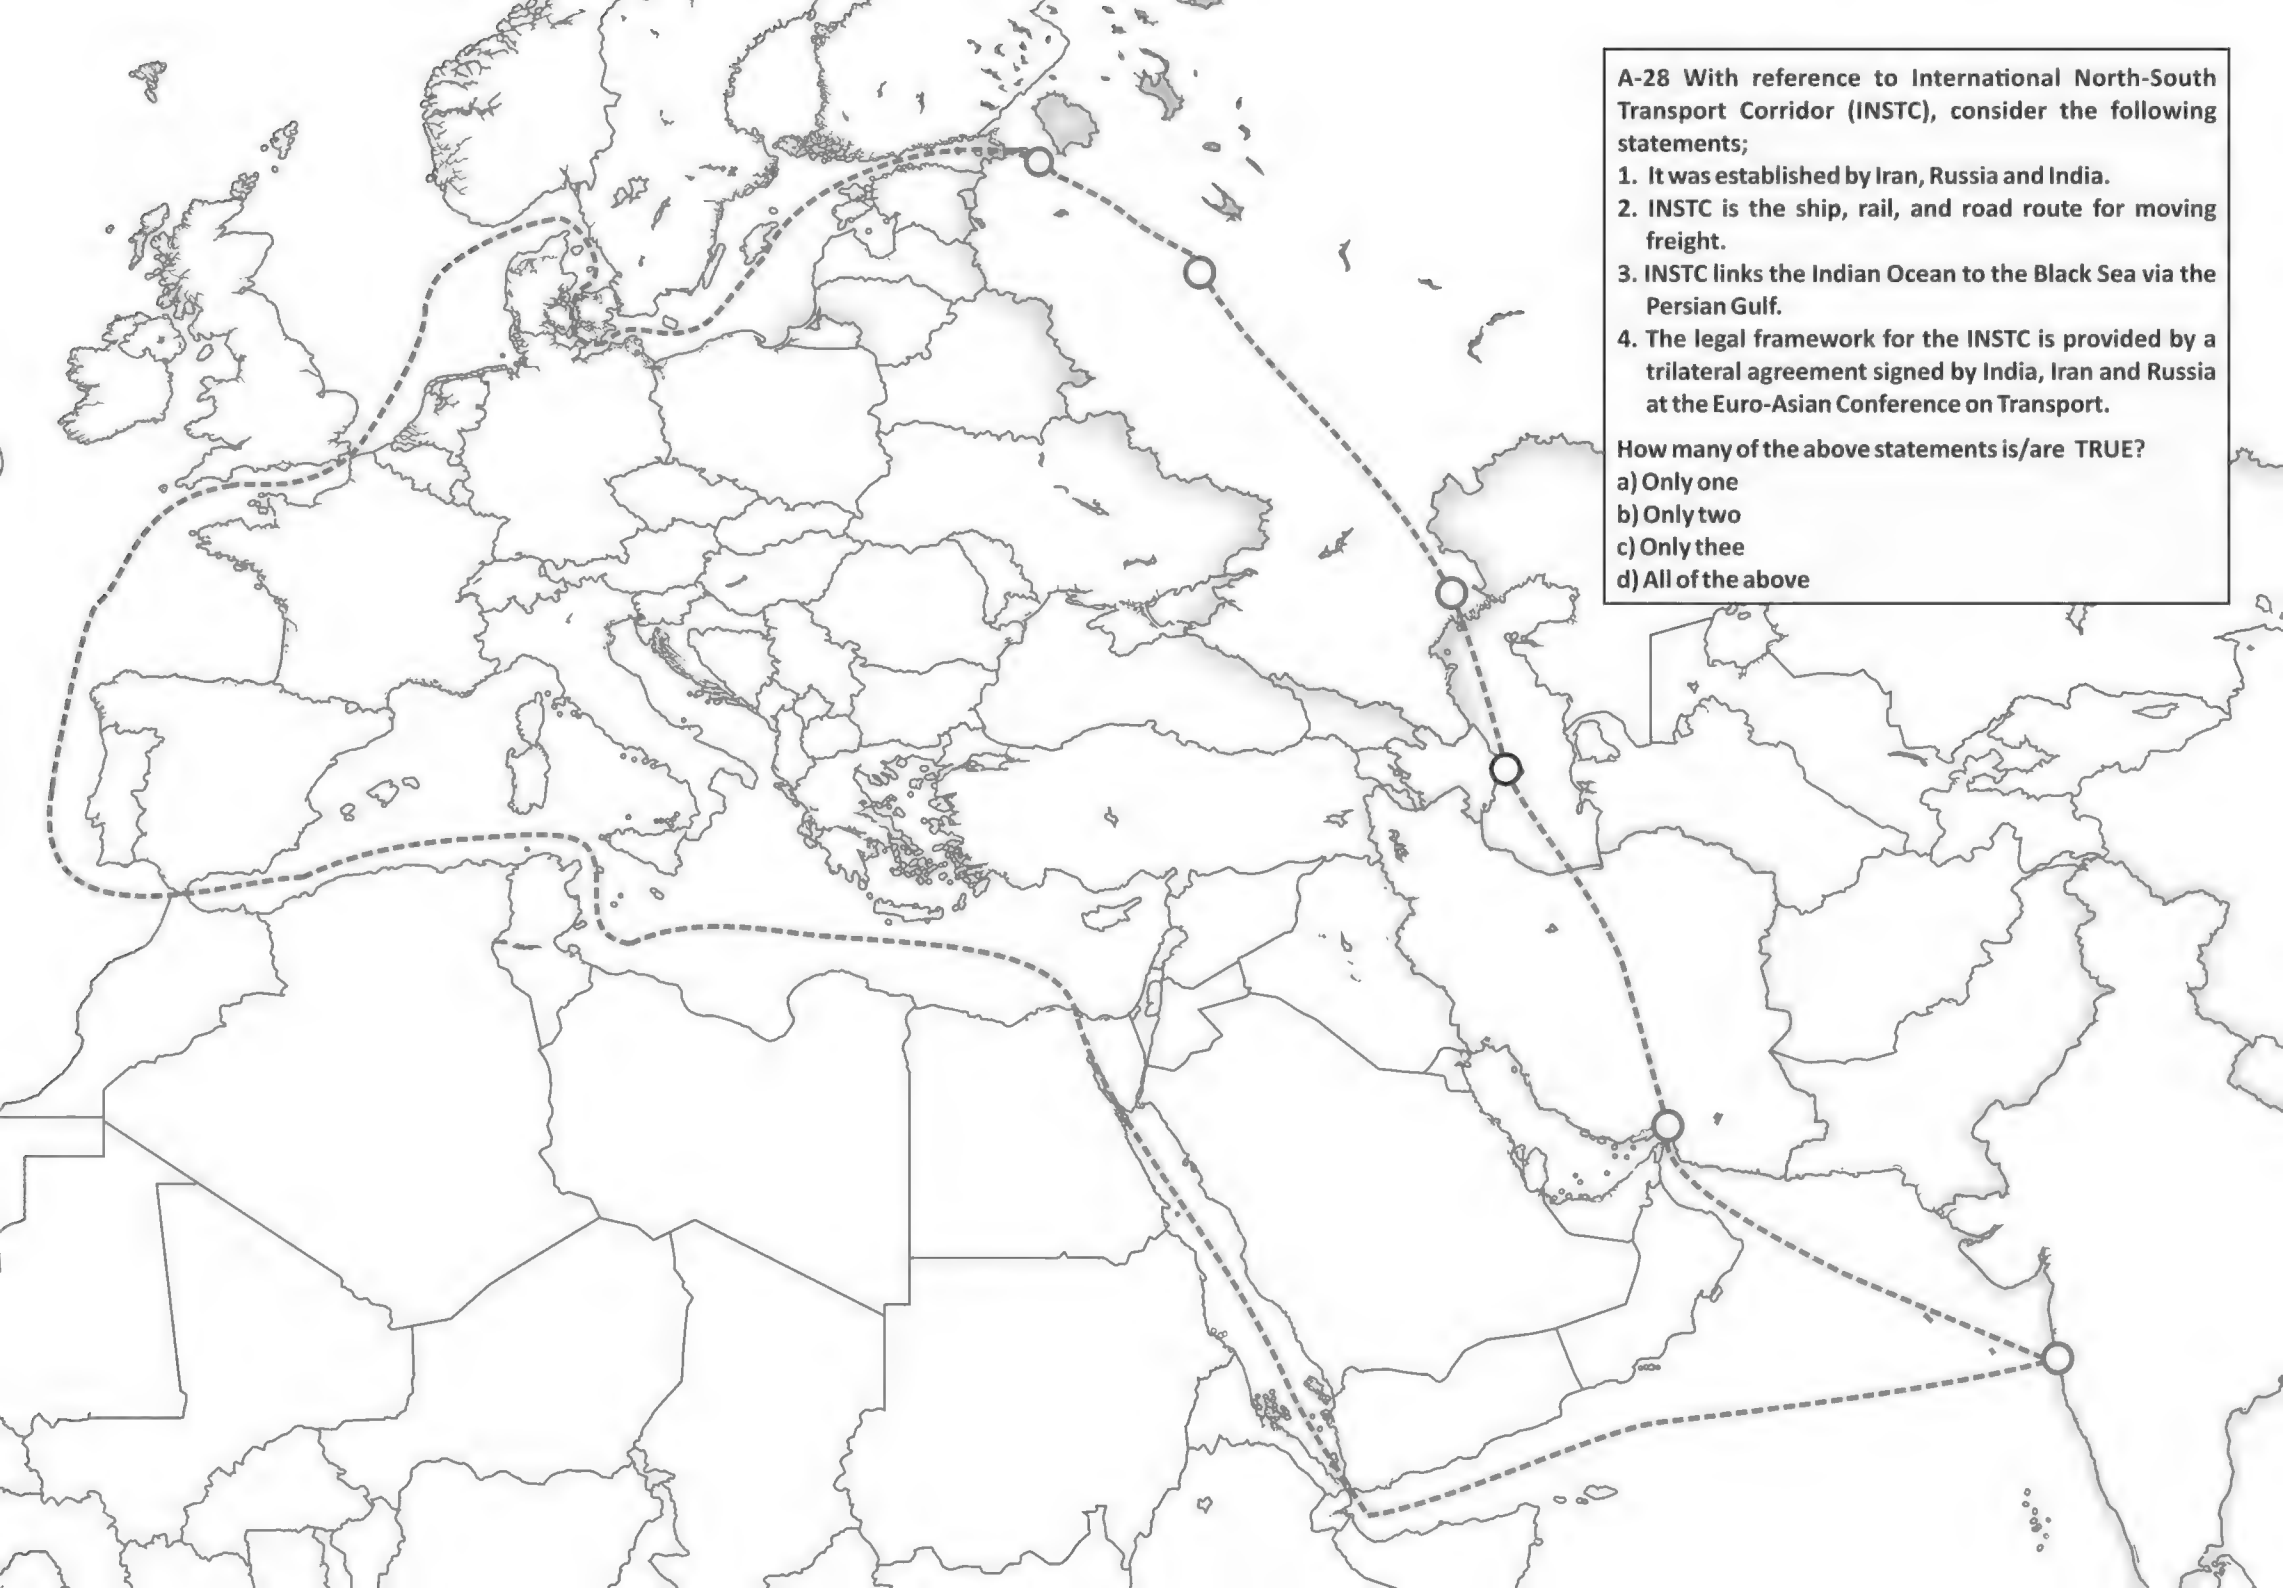 A-28 With reference to International North-South
Transport Corridor (INSTC), consider the following
statements;
1. It was established by Iran, Russia and India.
2. INSTC is the ship, rail, and road route for moving
freight.
3. INSTC links the Indian Ocean to the Black Sea via the
Persian Gulf.
4. The legal framework for the INSTC is provided by a
trilateral agreement signed by India, Iran and Russia
at the Euro-Asian Conference on Transport.
How many of the above statements is/are TRUE?
a) Only one
b) Only two
c) Only thee
d) All of the above